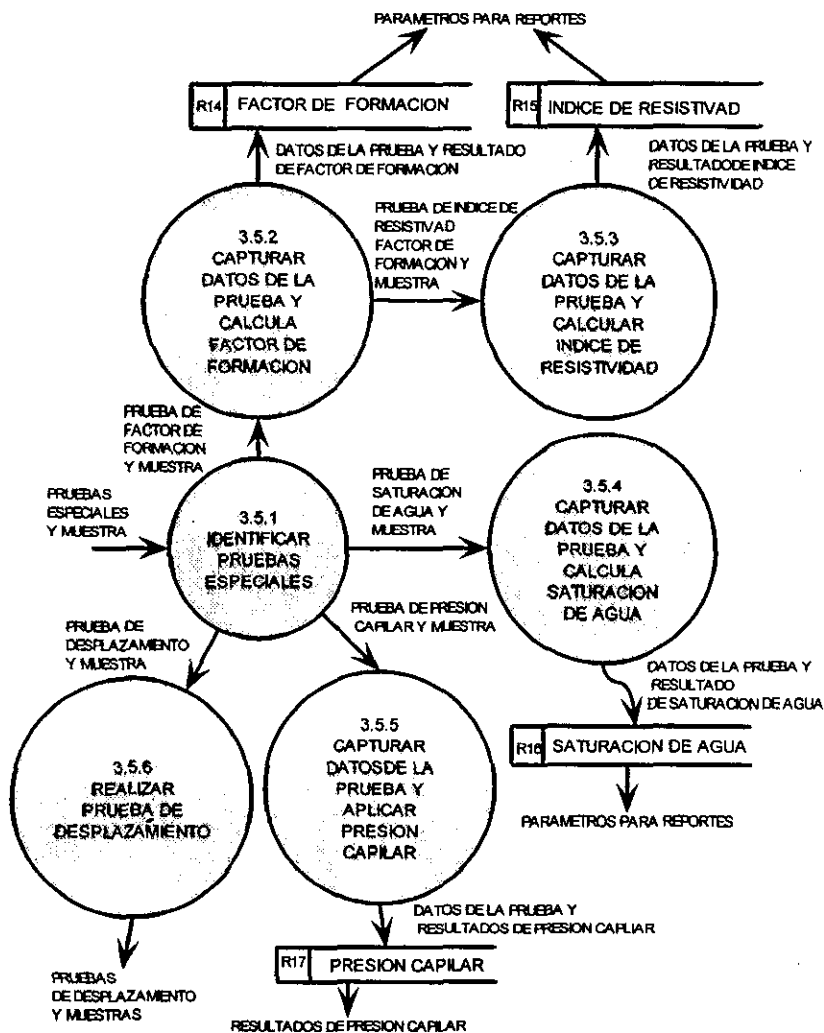 PARAMETROS PARA REPORTES
R14 FACTOR DE FORMACION
R15 INDICE DE RESISTIVAD
DATOS DE LA PRUEBA Y RESULTADO
DE FACTOR DE FORMACION
DATOS DE LA PRUEBA Y
RESULTADO DE INDICE
DE RESISTIVIDAD
3.5.2
CAPTURAR
DATOS DE LA
PRUEBA Y
CALCULA
FACTOR DE
FORMACION
PRUEBA DE INDICE DE
RESISTIVAD
FACTOR DE
FORMACION Y
MUESTRA
3.5.3
CAPTURAR
DATOS DE LA
PRUEBA Y
CALCULAR
INDICE DE
RESISTIVIDAD
PRUEBA DE
FACTOR DE
FORMACION
Y MUESTRA
PRUEBAS
ESPECIALES
Y MUESTRA
3.5.1
IDENTIFICAR
PRUEBAS
ESPECIALES
PRUEBA DE
SATURACION
DE AGUA Y
MUESTRA
3.5.4
CAPTURAR
DATOS DE LA
PRUEBA Y
CALCULA
SATURACION
DE AGUA
PRUEBA DE PRESION
CAPILAR Y MUESTRA
PRUEBA DE
DESPLAZAMIENTO
Y MUESTRA
DATOS DE LA PRUEBA Y
RESULTADO
DE SATURACION DE AGUA
R16 SATURACION DE AGUA
PARAMETROS PARA REPORTES
3.5.6
REALIZAR
PRUEBA DE
DESPLAZAMIENTO
3.5.5
CAPTURAR
DATOS DE LA
PRUEBA Y
APLICAR
PRESION
CAPILAR
DATOS DE LA PRUEBA Y
RESULTADOS DE PRESION CAPLIAR
R17 PRESION CAPILAR
PRUEBAS
DE DESPLAZAMIENTO
Y MUESTRAS
RESULTADOS DE PRESION CAPILAR